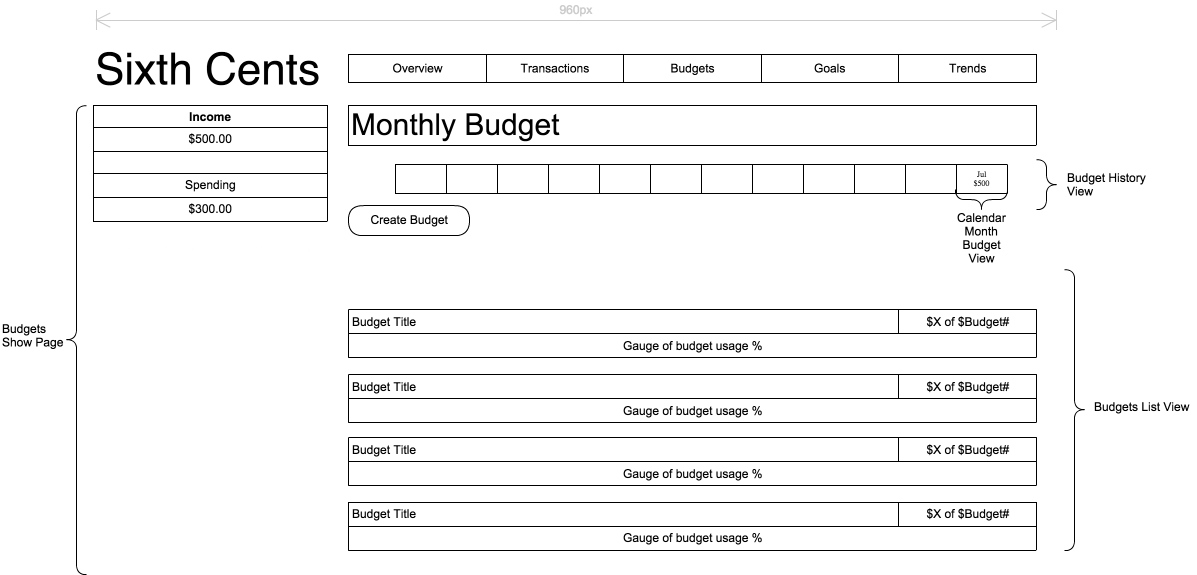 960px
Sixth Cents
Overview Transactions Budgets Goals Trends
Income
$500.00
Spending
$300.00
Monthly Budget
Jul
$500
Budget History
View
Create Budget
Calendar
Month
Budget
View
Budgets
Show Page
Budget Title $X of $Budget#
Gauge of budget usage %
Budget Title $X of $Budget#
Gauge of budget usage %
Budgets List View
Budget Title $X of $Budget#
Gauge of budget usage %
Budget Title $X of $Budget#
Gauge of budget usage %